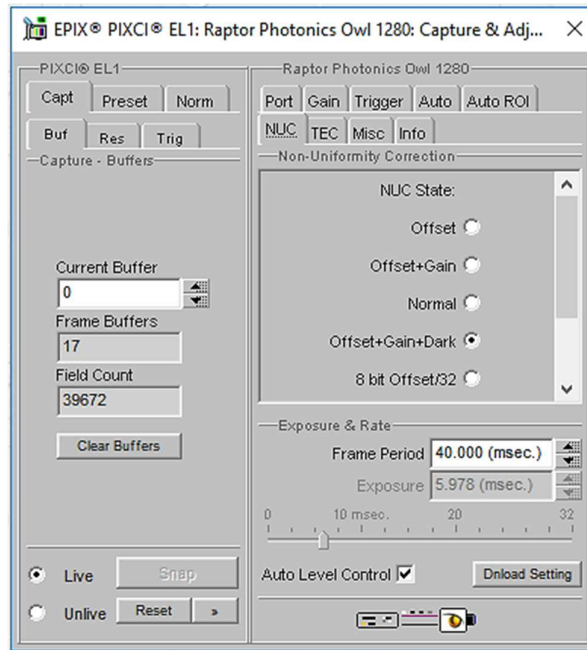 EPIX® PIXCI® EL1: Raptor Photonics Owl 1280: Capture & Adj...
PIXCI® EL1
Capt Preset Norm
Buf Res Trig
Capture - Buffers
Current Buffer
0
Frame Buffers
17
Field Count
39672
Clear Buffers
Live Snap
Unlive Reset »
Raptor Photonics Owl 1280
Port Gain Trigger Auto Auto ROI
NUC TEC Misc Info
Non-Uniformity Correction
NUC State:
Offset
Offset+Gain
Normal
Offset+Gain+Dark
8 bit Offset/32
Exposure & Rate
Frame Period 40.000 (msec.)
Exposure 5.978 (msec.)
0 10 msec. 20 32
Auto Level Control Dnload Setting